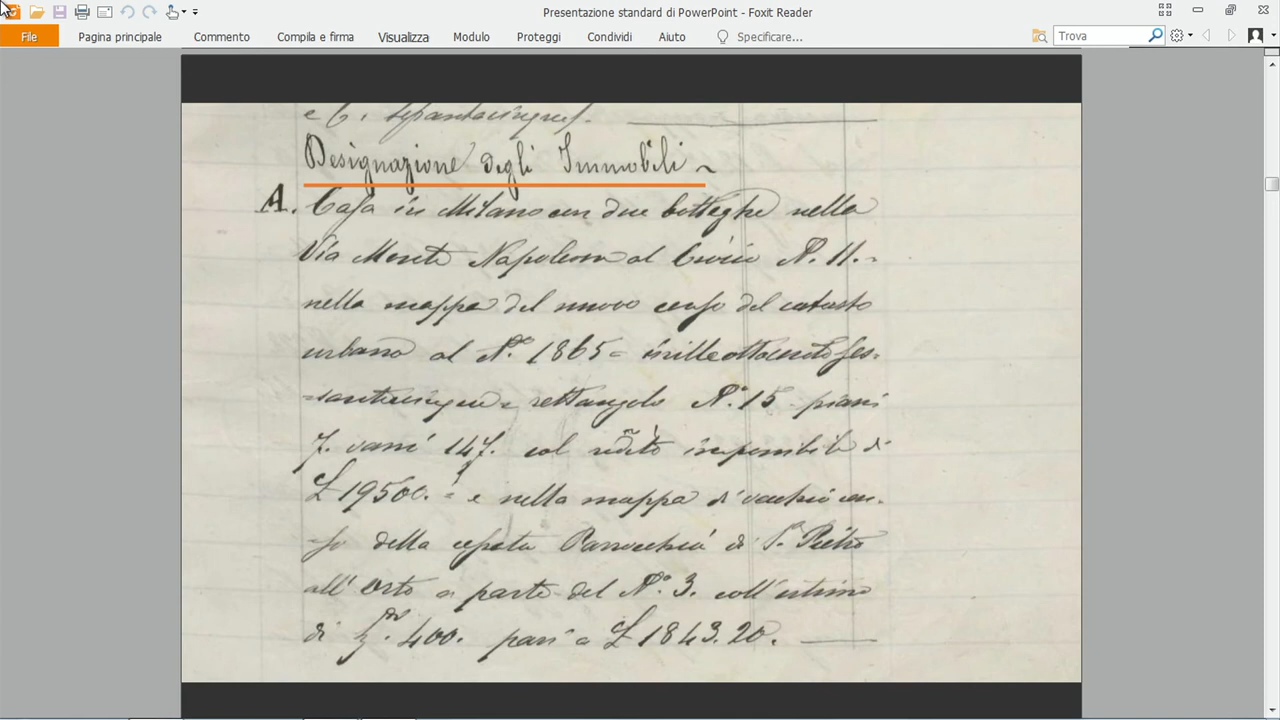 Presentazione standard di PowerPoint - Foxit Reader
File Pagina principale Commento Compila e firma Visualizza Modulo Proteggi Condividi Aiuto Specificare... Trova
Designazione degli Immobili ~
A. Casa in Milano con due botteghe nella
Via Monte Napoleone al Civico N. 11.-
nella mappa del nuovo censo del catasto
urbano al N.° 1865 = milleottocentoses=
=santacinque = rettangolo N.° 15 piani
7. vani 147. col reddito imponibile di
L 19500. = e nella mappa di vecchio cen=
=so della cessata Parrocchia di S. Pietro
all'Orto a parte del N.° 3. coll'estimo
di 400. pari a L 1843.20.